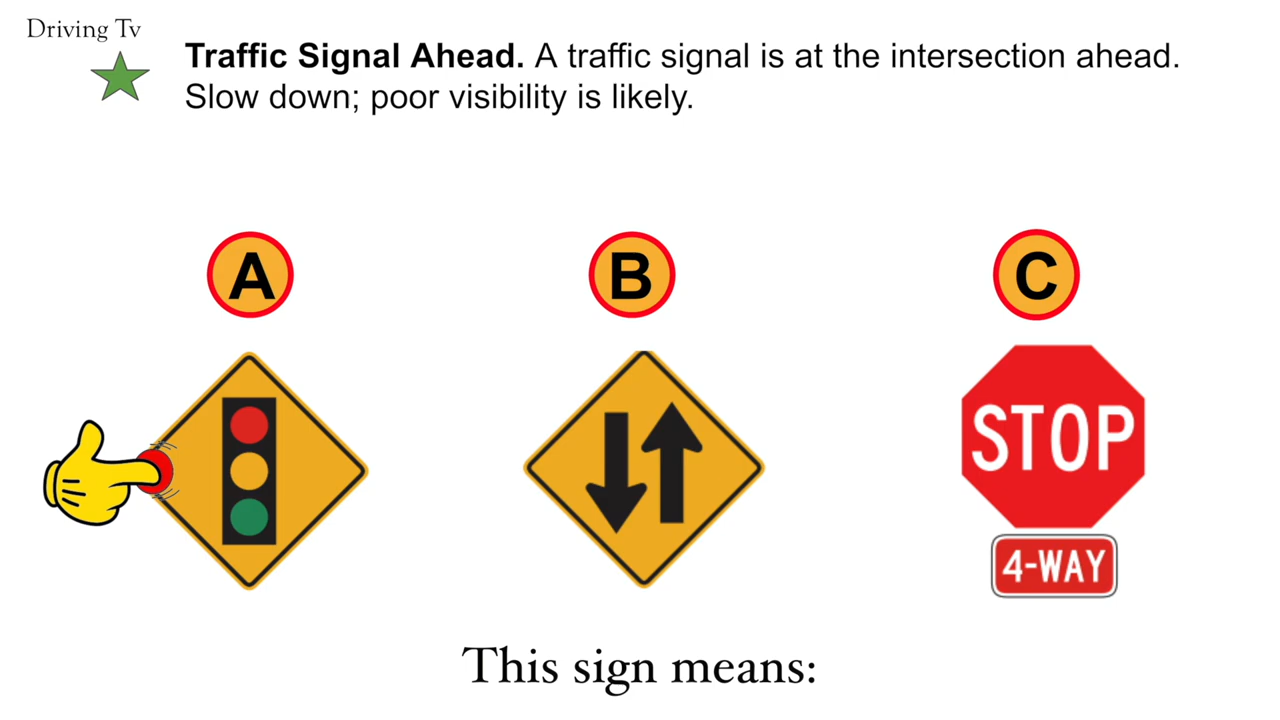 Driving Tv
Traffic Signal Ahead. A traffic signal is at the intersection ahead.
Slow down; poor visibility is likely.
A
B
C
STOP
4-WAY
This sign means: